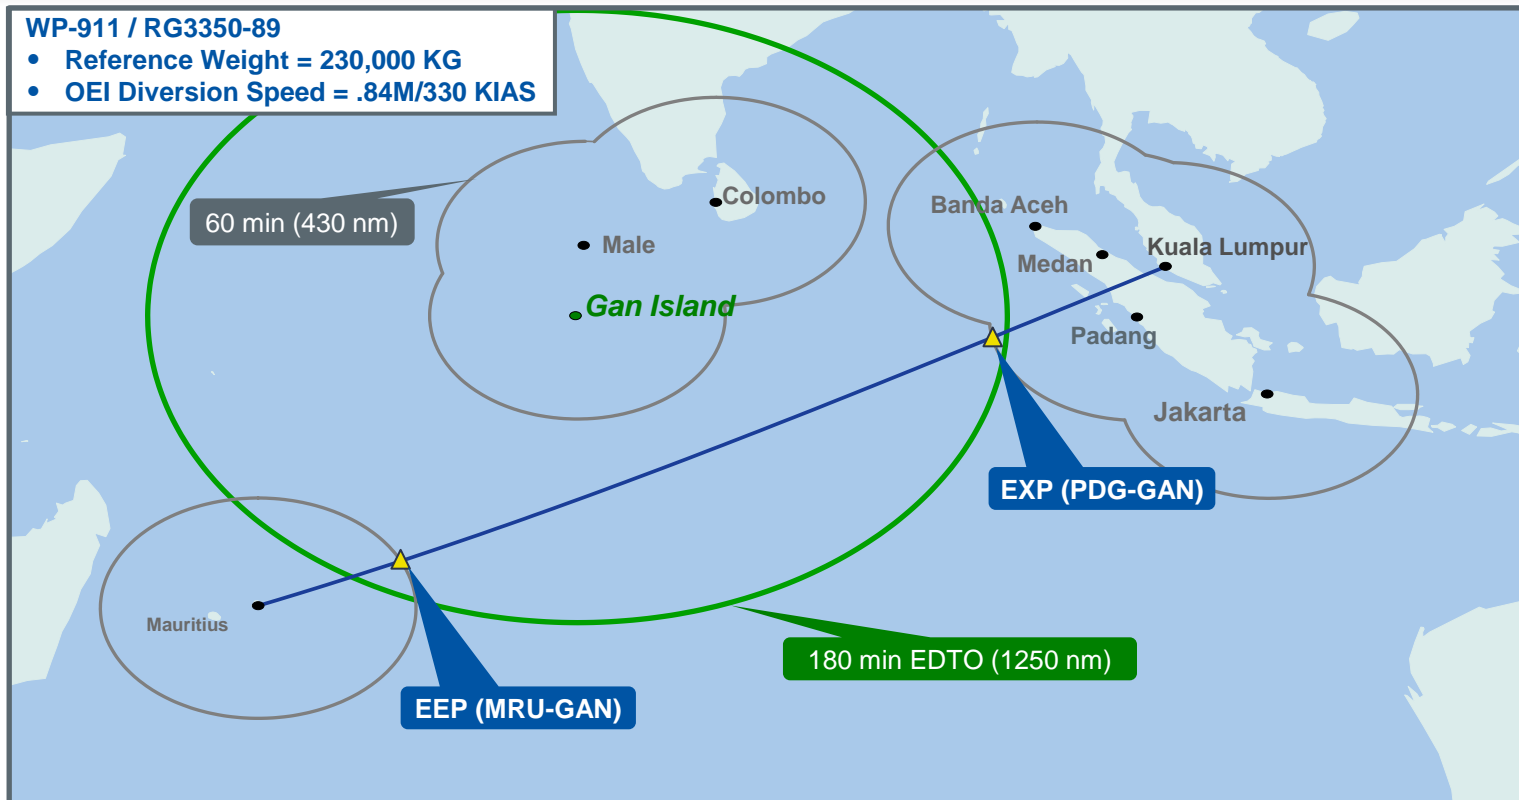 WP-911 / RG3350-89
• Reference Weight = 230,000 KG
• OEI Diversion Speed = .84M/330 KIAS
60 min (430 nm)
Colombo
Male
Gan Island
Banda Aceh
Medan
Kuala Lumpur
Padang
Jakarta
EXP (PDG-GAN)
Mauritius
180 min EDTO (1250 nm)
EEP (MRU-GAN)